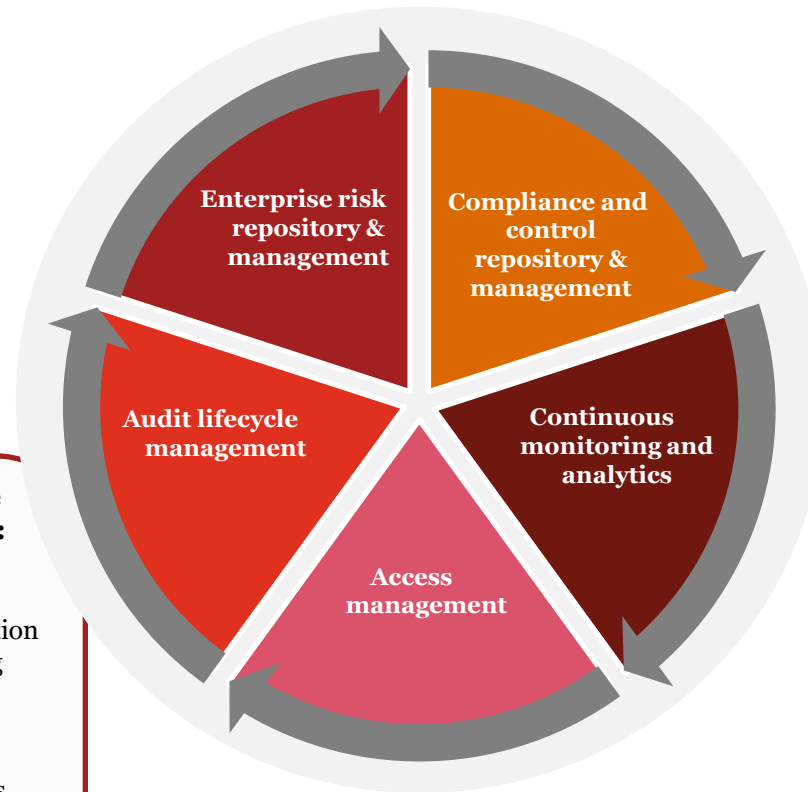 Enterprise risk
repository &
management
Compliance and
control
repository &
management
Audit lifecycle
management
Continuous
monitoring and
analytics
Access
management
: